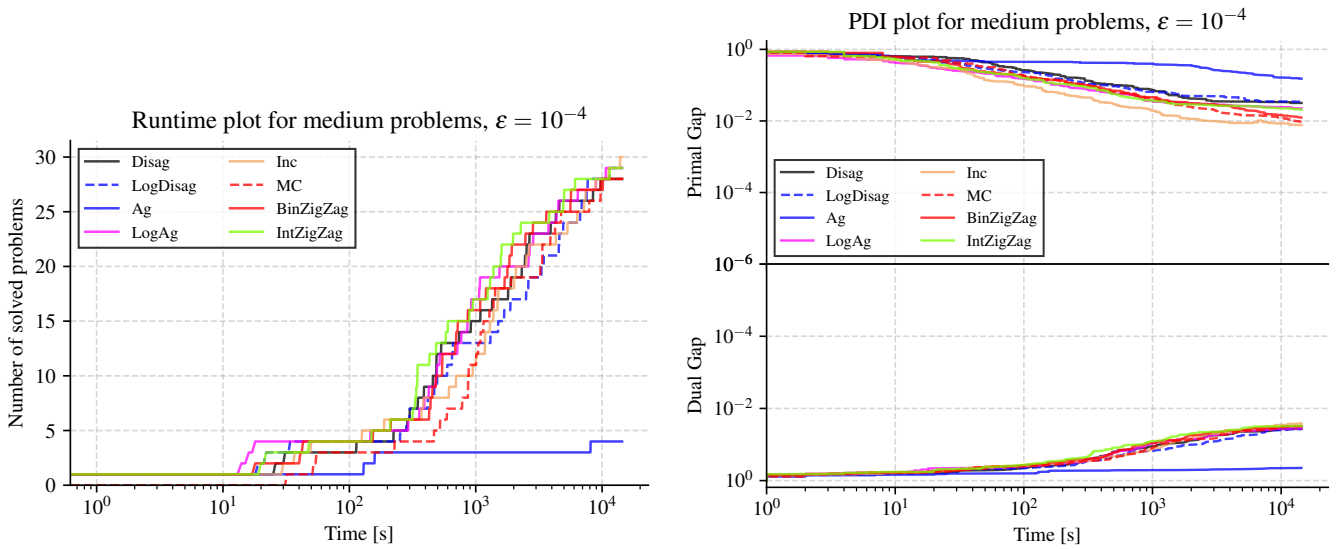 Runtime plot for medium problems, ε = 10⁻⁴
Number of solved problems
30
25
20
15
10
5
0
Disag
LogDisag
Ag
LogAg
Inc
MC
BinZigZag
IntZigZag
10⁰
10¹
10²
10³
10⁴
Time [s]
PDI plot for medium problems, ε = 10⁻⁴
Primal Gap
10⁰
10⁻²
10⁻⁴
10⁻⁶
Disag
LogDisag
Ag
LogAg
Inc
MC
BinZigZag
IntZigZag
Dual Gap
10⁻⁴
10⁻²
10⁰
10⁰
10¹
10²
10³
10⁴
Time [s]